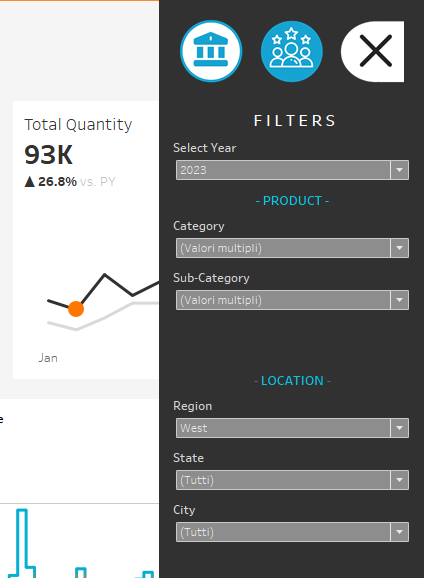 Total Quantity
93K
▲ 26.8% vs. PY
Jan
e
FILTERS
Select Year
2023
- PRODUCT -
Category
(Valori multipli)
Sub-Category
(Valori multipli)
- LOCATION -
Region
West
State
(Tutti)
City
(Tutti)